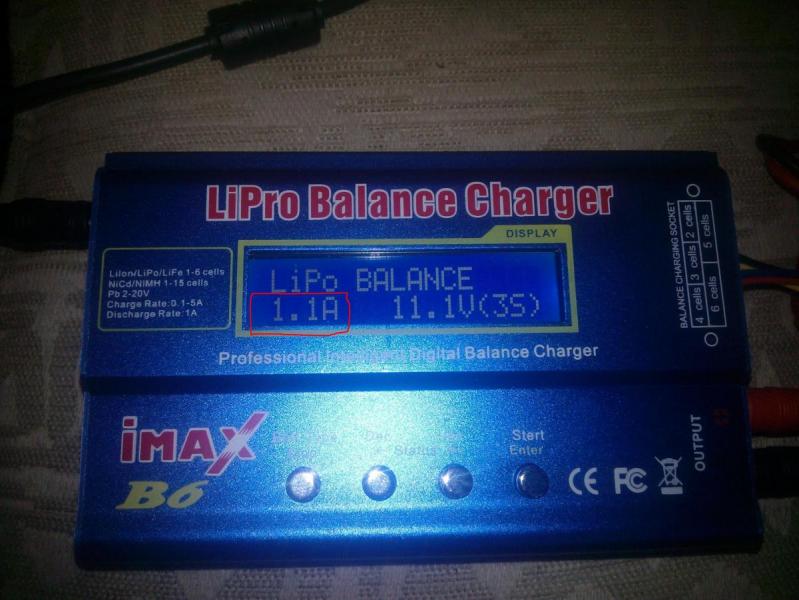 LiPro Balance Charger
DISPLAY
LiIon/LiPo/LiFe 1-6 cells
NiCd/NiMH 1-15 cells
Pb 2-20V
Charge Rate:0.1-5A
Discharge Rate:1A
LiPo BALANCE
1.1A 11.1V(3S)
BALANCE CHARGING SOCKET
4 cells 3 cells 2 cells
6 cells 5 cells
Professional Intelligent Digital Balance Charger
iMAX
B6
Dec
Status
Start
Enter
CE FC
OUTPUT